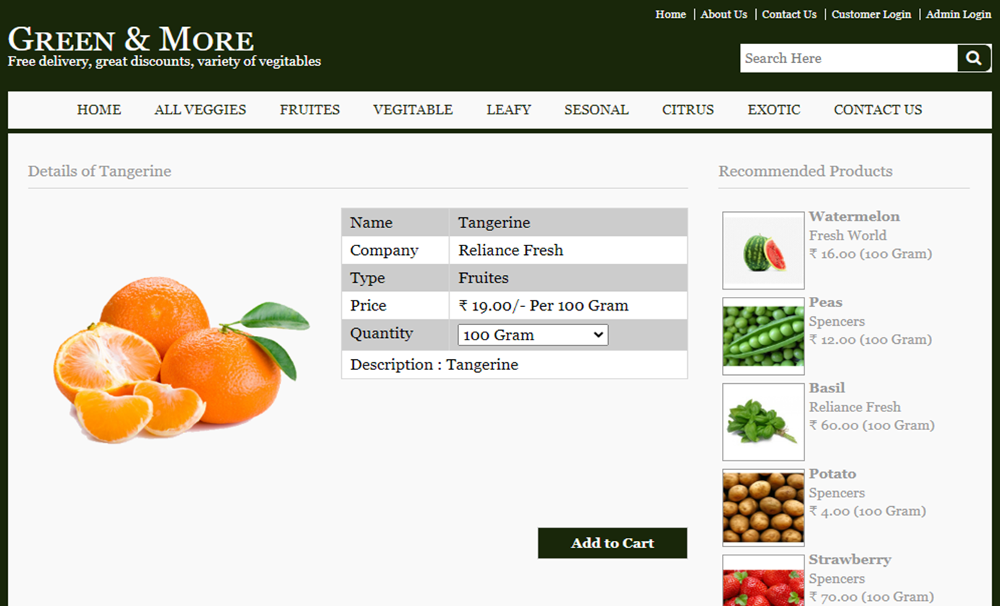 Home | About Us | Contact Us | Customer Login | Admin Login
GREEN & MORE
Free delivery, great discounts, variety of vegitables
Search Here
HOME ALL VEGGIES FRUITES VEGITABLE LEAFY SESONAL CITRUS EXOTIC CONTACT US
Details of Tangerine
Name Tangerine
Company Reliance Fresh
Type Fruites
Price ₹ 19.00/- Per 100 Gram
Quantity 100 Gram
Description : Tangerine
Add to Cart
Recommended Products
Watermelon
Fresh World
₹ 16.00 (100 Gram)
Peas
Spencers
₹ 12.00 (100 Gram)
Basil
Reliance Fresh
₹ 60.00 (100 Gram)
Potato
Spencers
₹ 4.00 (100 Gram)
Strawberry
Spencers
₹ 70.00 (100 Gram)